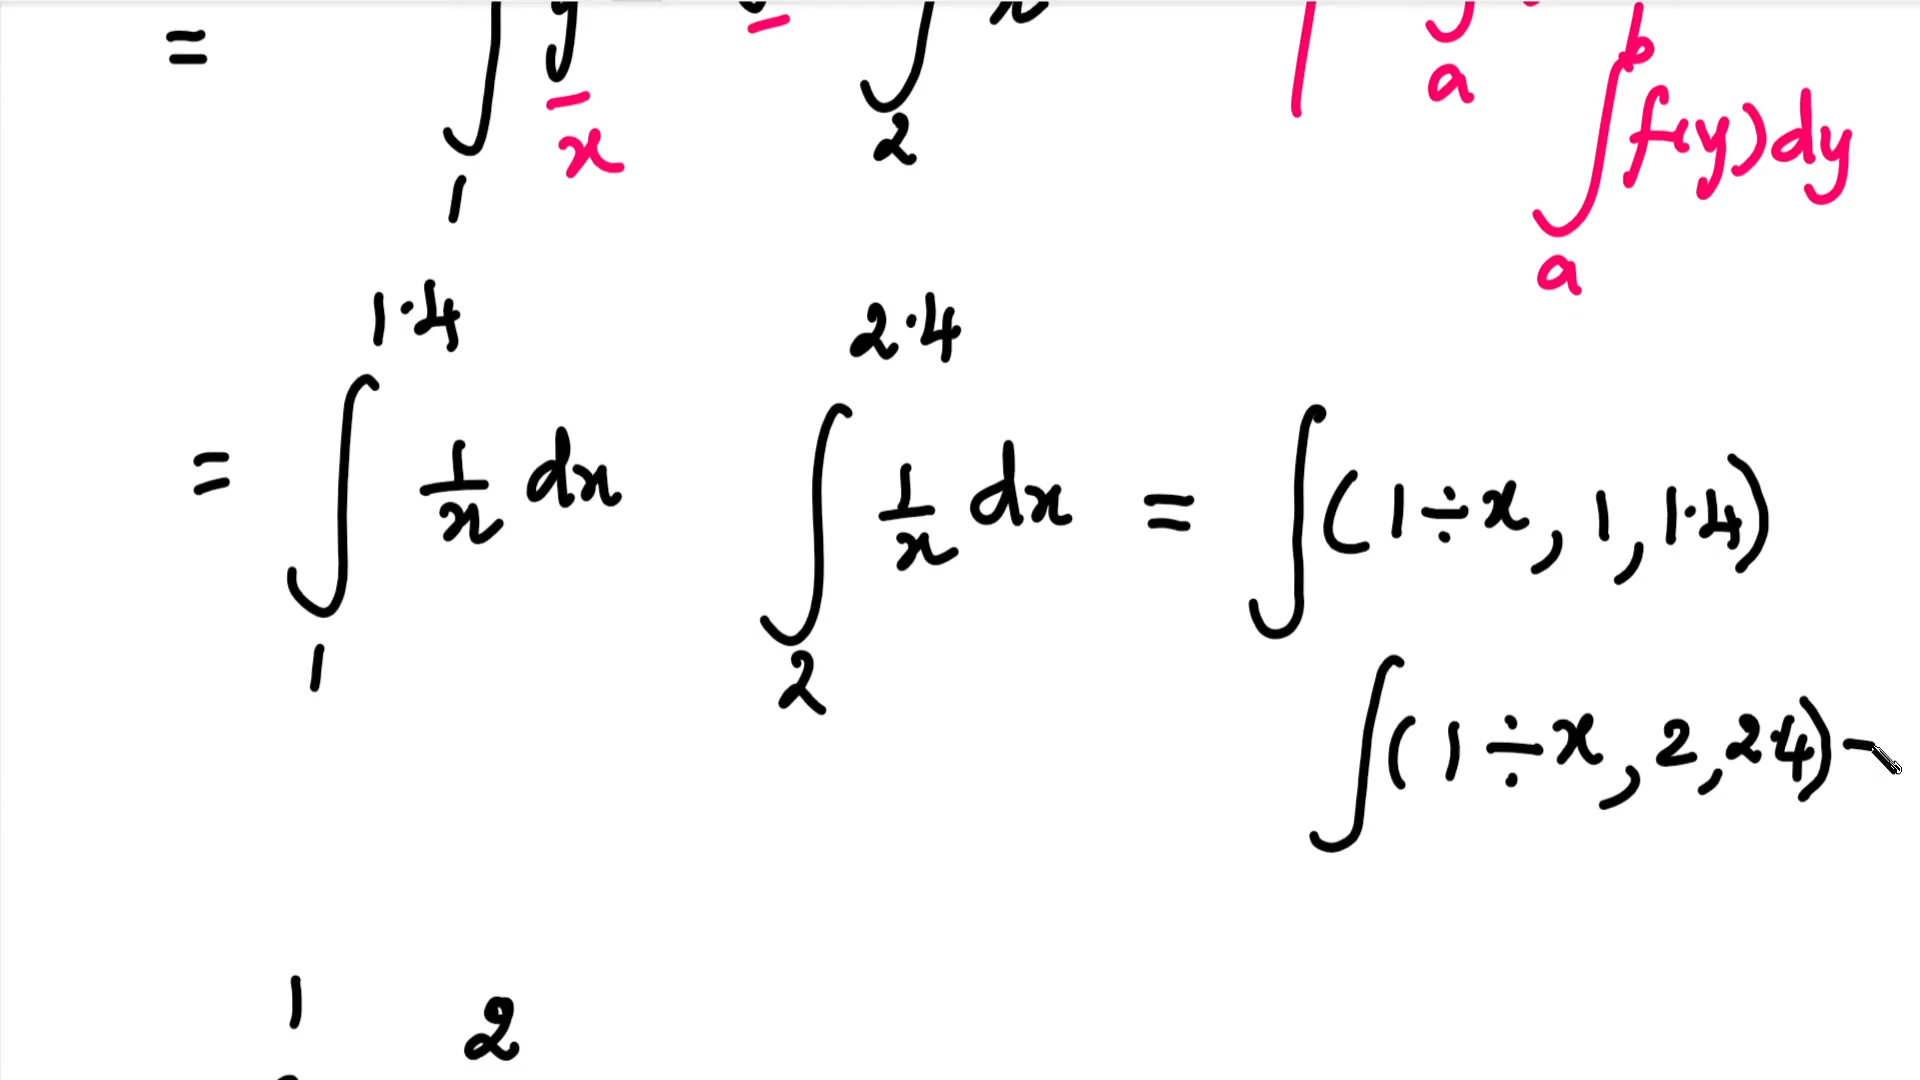 = ∫ y ∫ x
x 1 2 a b
∫ f(y)dy
a
1.4 2.4
= ∫ 1/x dx ∫ 1/x dx = ∫(1÷x, 1, 1.4)
1 2
∫(1÷x, 2, 2.4)-
1 2